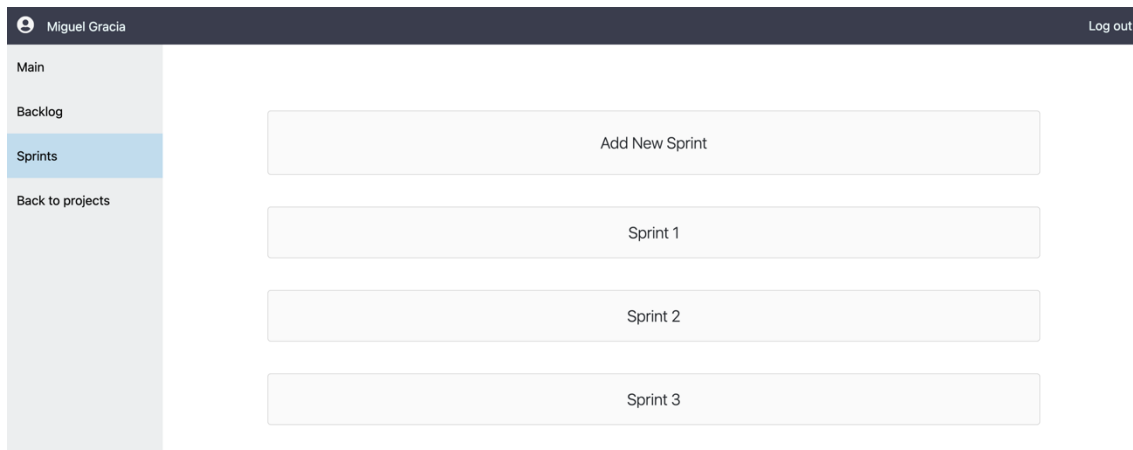 Miguel Gracia
Log out
Main
Backlog
Sprints
Back to projects
Add New Sprint
Sprint 1
Sprint 2
Sprint 3